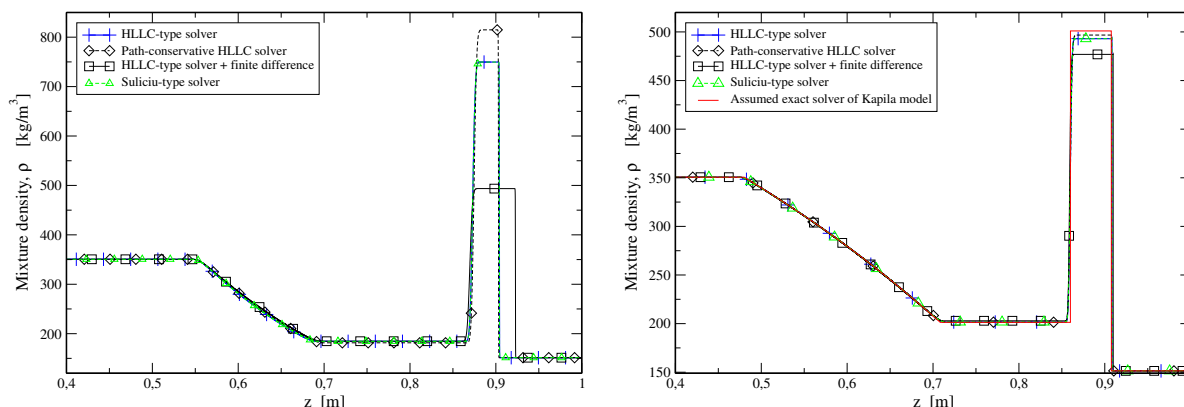 HLLC-type solver
Path-conservative HLLC solver
HLLC-type solver + finite difference
Suliciu-type solver
Mixture density, ρ [kg/m³]
800
700
600
500
400
300
200
0,4 0,5 0,6 0,7 0,8 0,9 1
z [m]
HLLC-type solver
Path-conservative HLLC solver
HLLC-type solver + finite difference
Suliciu-type solver
Assumed exact solver of Kapila model
Mixture density, ρ [kg/m³]
500
450
400
350
300
250
200
150
0,4 0,5 0,6 0,7 0,8 0,9
z [m]